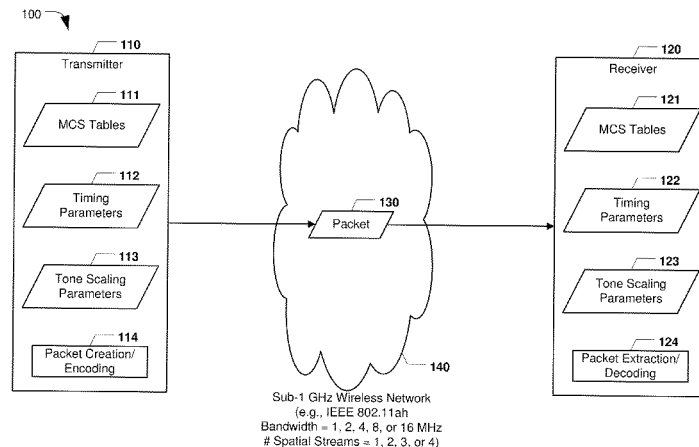 100
110
Transmitter
111
MCS Tables
112
Timing
Parameters
113
Tone Scaling
Parameters
114
Packet Creation/
Encoding
130
Packet
140
Sub-1 GHz Wireless Network
(e.g., IEEE 802.11ah
Bandwidth = 1, 2, 4, 8, or 16 MHz
# Spatial Streams = 1, 2, 3, or 4)
120
Receiver
121
MCS Tables
122
Timing
Parameters
123
Tone Scaling
Parameters
124
Packet Extraction/
Decoding